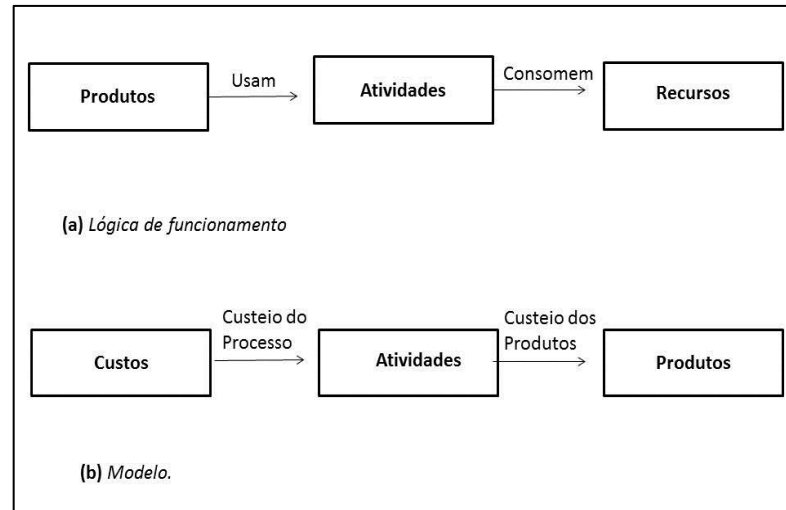 Produtos
Usam
Atividades
Consomem
Recursos
(a) Lógica de funcionamento
Custos
Custeio do
Processo
Atividades
Custeio dos
Produtos
Produtos
(b) Modelo.